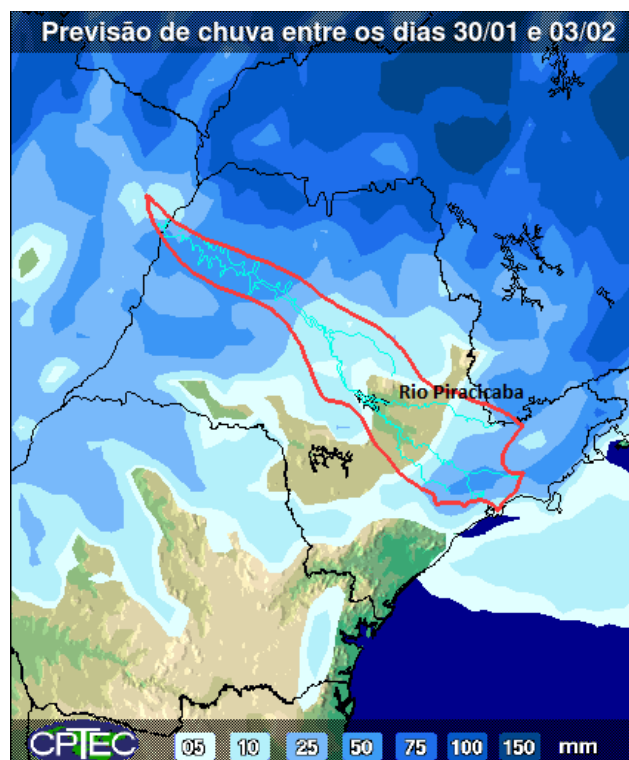 Previsão de chuva entre os dias 30/01 e 03/02
Rio Piracicaba
CPTEC 05 10 25 50 75 100 150 mm